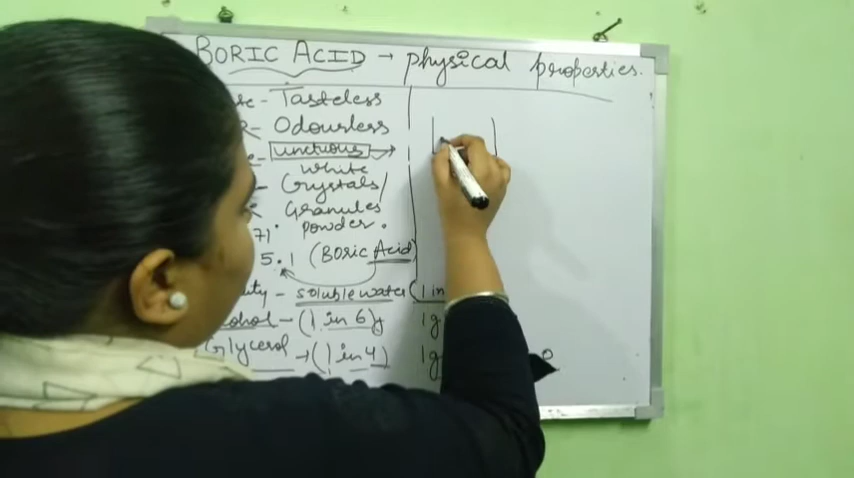 BORIC ACID → physical properties.
- Tasteless
- Odourless
- unctuous →
White
- Crystals/
Granules
71. powder.
5.1 (BORIC Acid)
- soluble water (1 in
- (1 in 6) 1g
Glycerol → (1 in 4) 1g